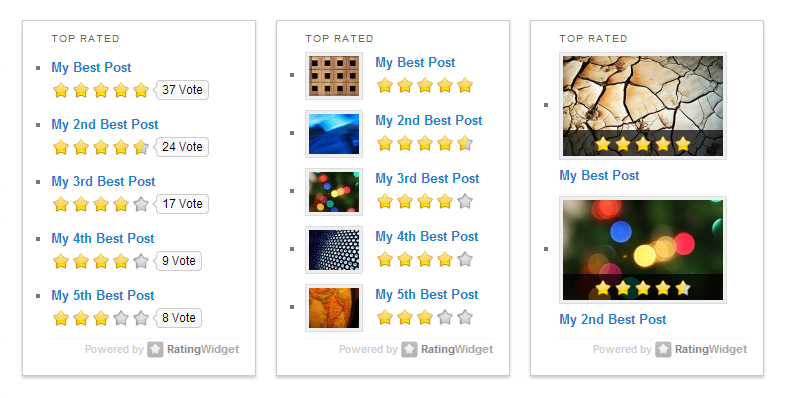 TOP RATED
My Best Post
37 Vote
My 2nd Best Post
24 Vote
My 3rd Best Post
17 Vote
My 4th Best Post
9 Vote
My 5th Best Post
8 Vote
Powered by RatingWidget
TOP RATED
My Best Post
My 2nd Best Post
My 3rd Best Post
My 4th Best Post
My 5th Best Post
Powered by RatingWidget
TOP RATED
My Best Post
My 2nd Best Post
Powered by RatingWidget